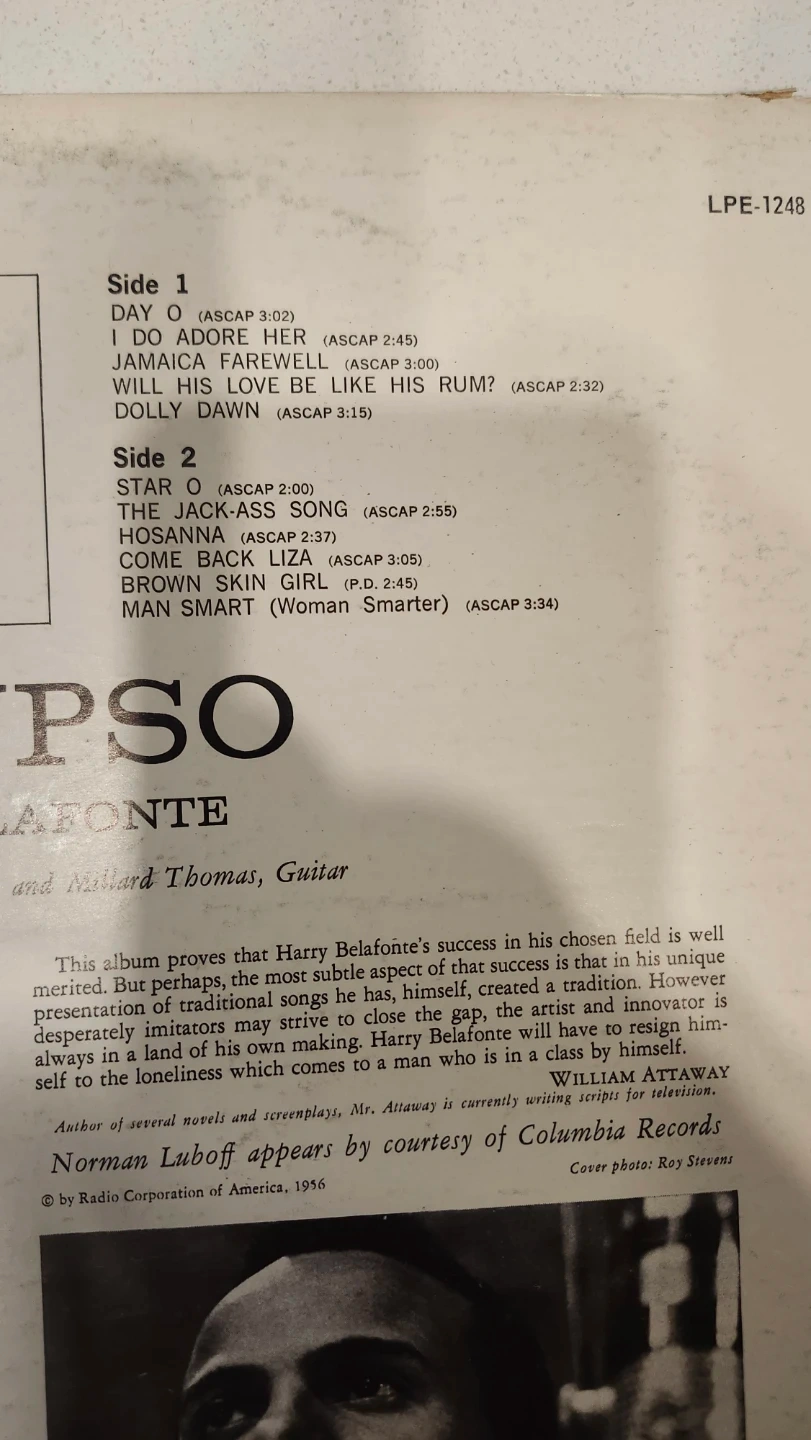 LPE-1248
Side 1
DAY O (ASCAP 3:02)
I DO ADORE HER (ASCAP 2:45)
JAMAICA FAREWELL (ASCAP 3:00)
WILL HIS LOVE BE LIKE HIS RUM? (ASCAP 2:32)
DOLLY DAWN (ASCAP 3:15)
Side 2
STAR O (ASCAP 2:00)
THE JACK-ASS SONG (ASCAP 2:55)
HOSANNA (ASCAP 2:37)
COME BACK LIZA (ASCAP 3:05)
BROWN SKIN GIRL (P.D. 2:45)
MAN SMART (Woman Smarter) (ASCAP 3:34)
PSO
LAFONTE
and Millard Thomas, Guitar
This album proves that Harry Belafonte's success in his chosen field is well
merited. But perhaps, the most subtle aspect of that success is that in his unique
presentation of traditional songs he has, himself, created a tradition. However
desperately imitators may strive to close the gap, the artist and innovator is
always in a land of his own making. Harry Belafonte will have to resign him-
self to the loneliness which comes to a man who is in a class by himself.
WILLIAM ATTAWAY
Author of several novels and screenplays, Mr. Attaway is currently writing scripts for television.
Norman Luboff appears by courtesy of Columbia Records
Cover photo: Roy Stevens
© by Radio Corporation of America, 1956